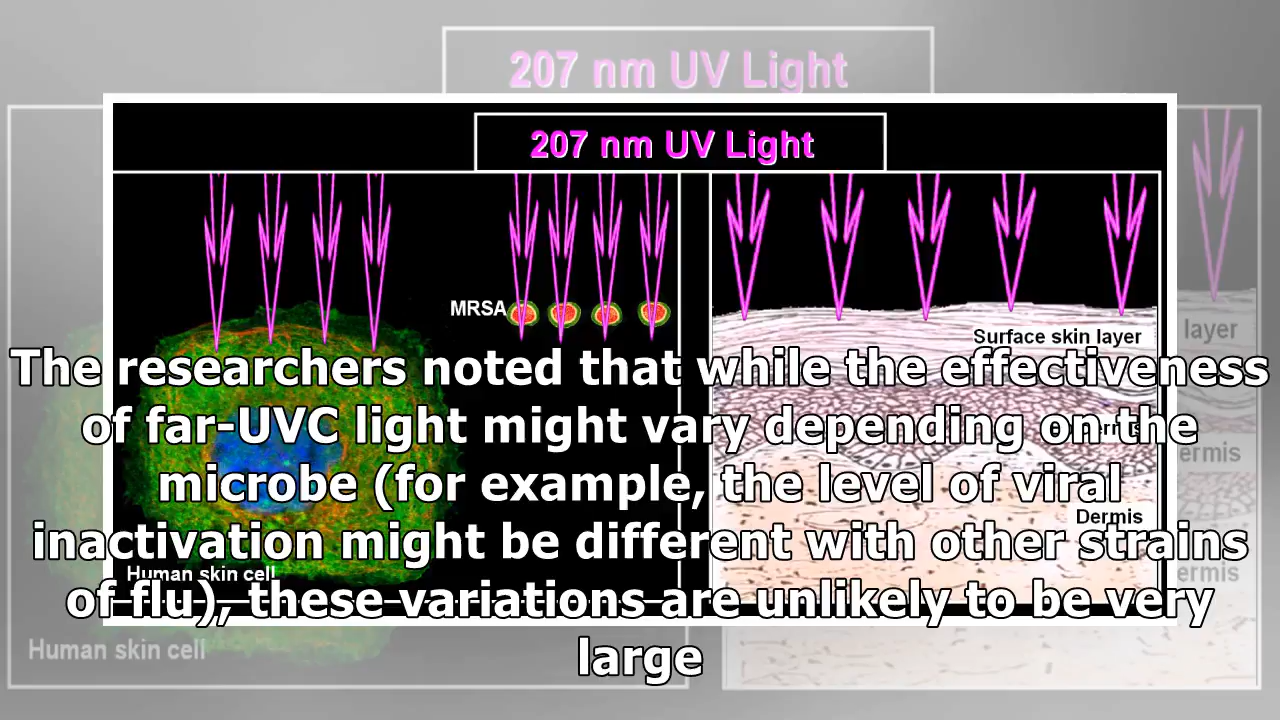 207 nm UV Light
207 nm UV Light
MRSA
Surface skin layer
layer
The researchers noted that while the effectiveness
of far-UVC light might vary depending on the
ermis
microbe (for example, the level of viral
Dermis
inactivation might be different with other strains
Human skin cell
ermis
of flu), these variations are unlikely to be very
Human skin cell
large